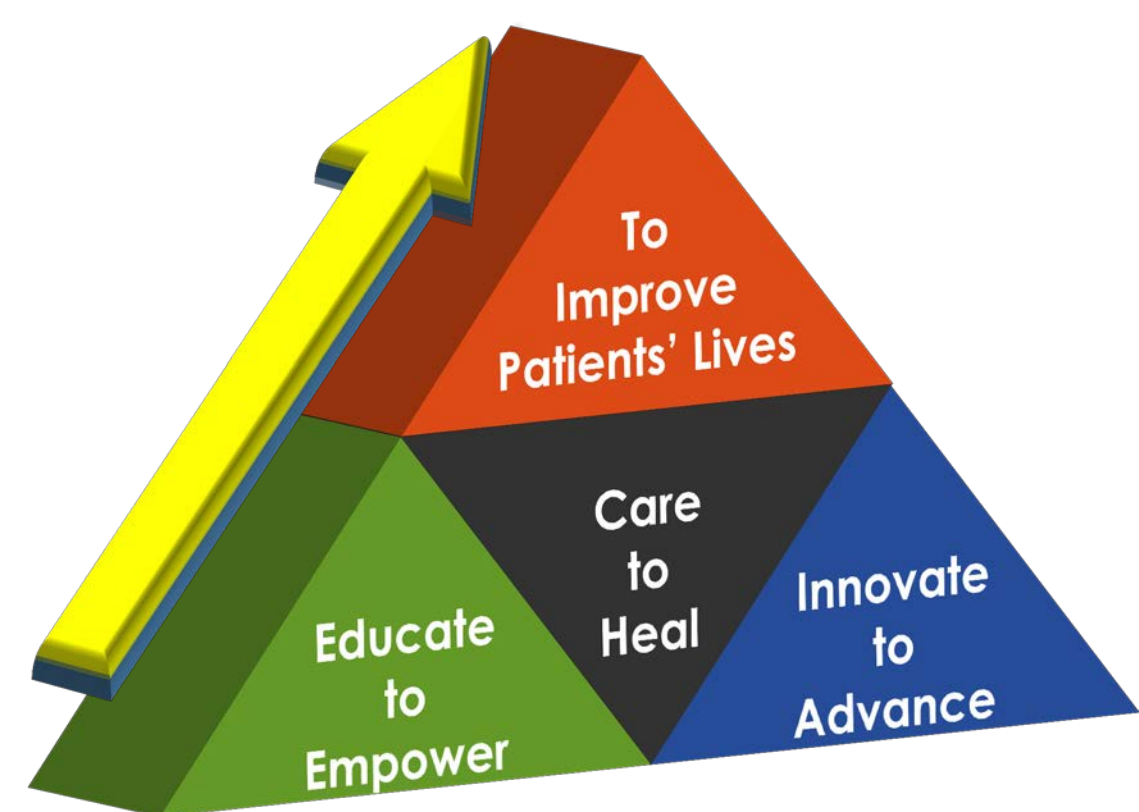 To
Improve
Patients’ Lives
Care
to
Heal
Educate
to
Empower
Innovate
to
Advance